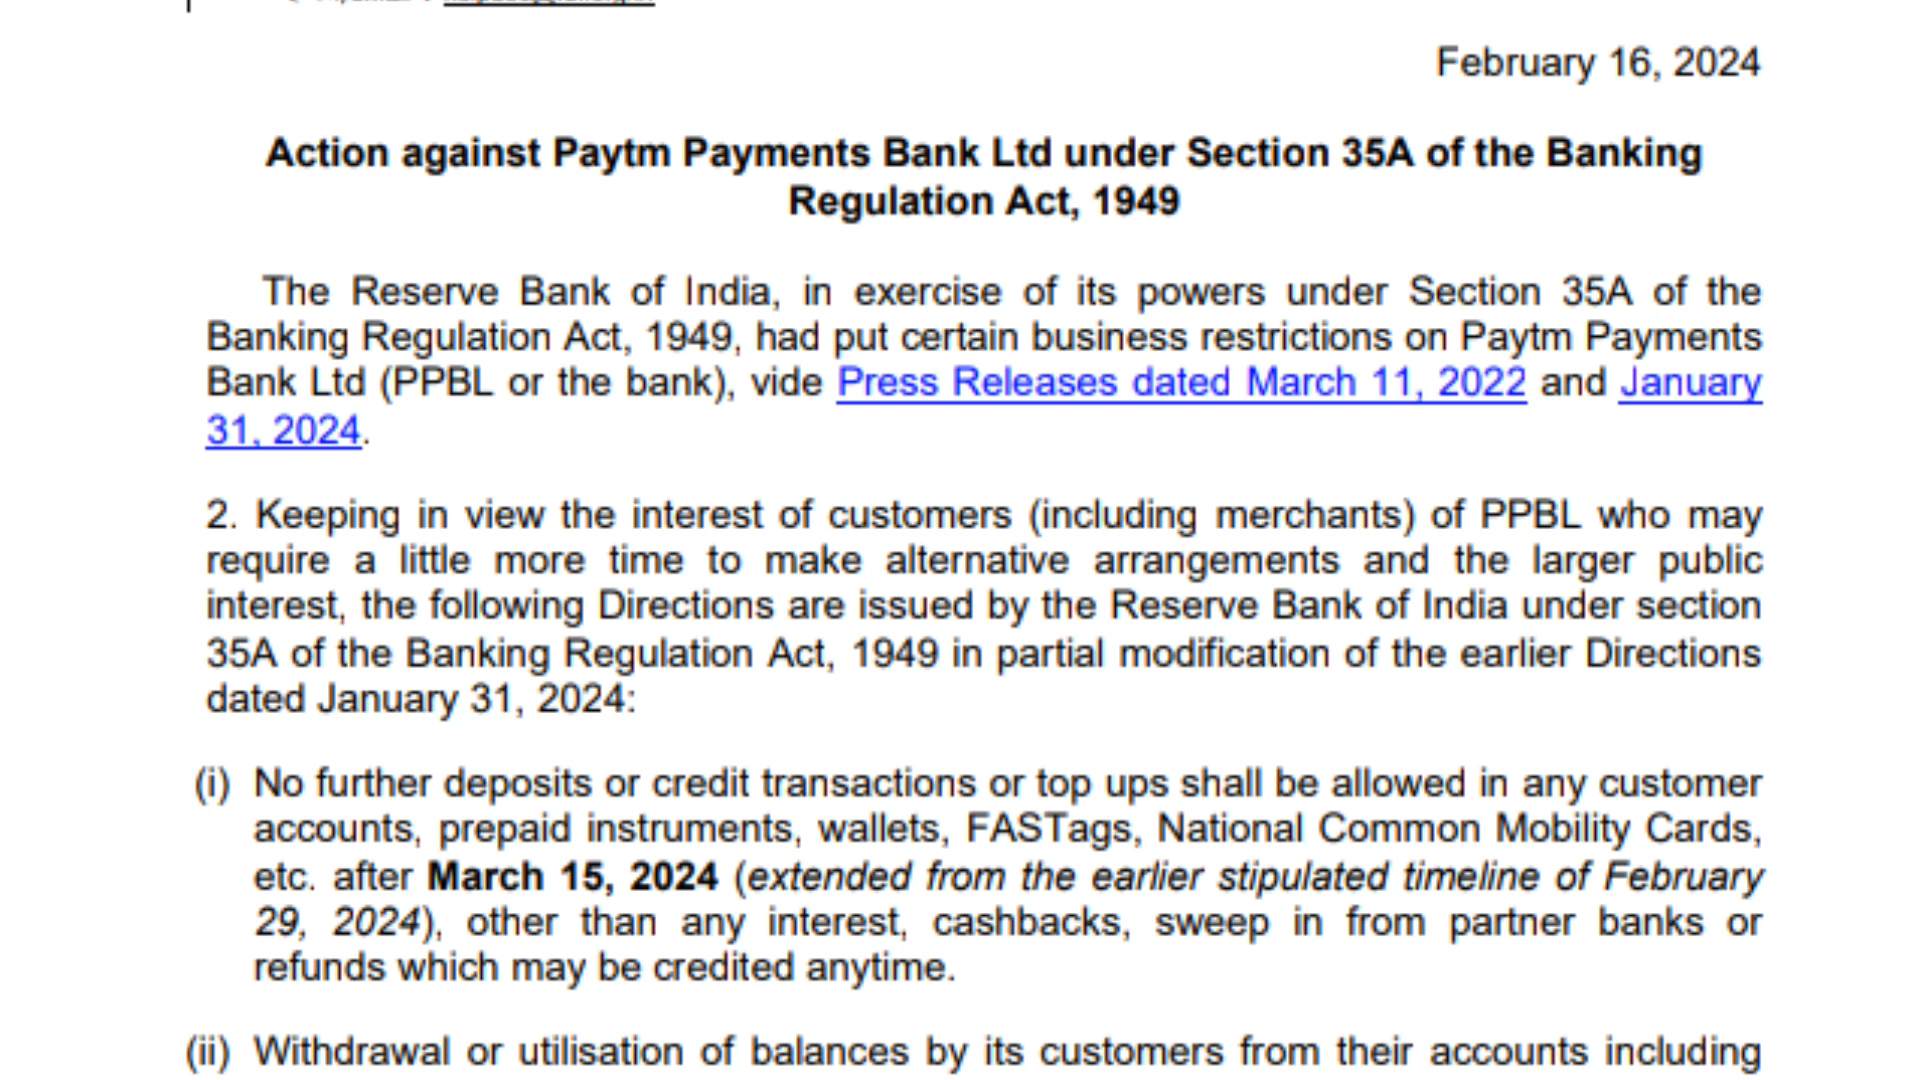 February 16, 2024
Action against Paytm Payments Bank Ltd under Section 35A of the Banking
Regulation Act, 1949
The Reserve Bank of India, in exercise of its powers under Section 35A of the
Banking Regulation Act, 1949, had put certain business restrictions on Paytm Payments
Bank Ltd (PPBL or the bank), vide Press Releases dated March 11, 2022 and January
31, 2024.
2. Keeping in view the interest of customers (including merchants) of PPBL who may
require a little more time to make alternative arrangements and the larger public
interest, the following Directions are issued by the Reserve Bank of India under section
35A of the Banking Regulation Act, 1949 in partial modification of the earlier Directions
dated January 31, 2024:
(i) No further deposits or credit transactions or top ups shall be allowed in any customer
accounts, prepaid instruments, wallets, FASTags, National Common Mobility Cards,
etc. after March 15, 2024 (extended from the earlier stipulated timeline of February
29, 2024), other than any interest, cashbacks, sweep in from partner banks or
refunds which may be credited anytime.
(ii) Withdrawal or utilisation of balances by its customers from their accounts including